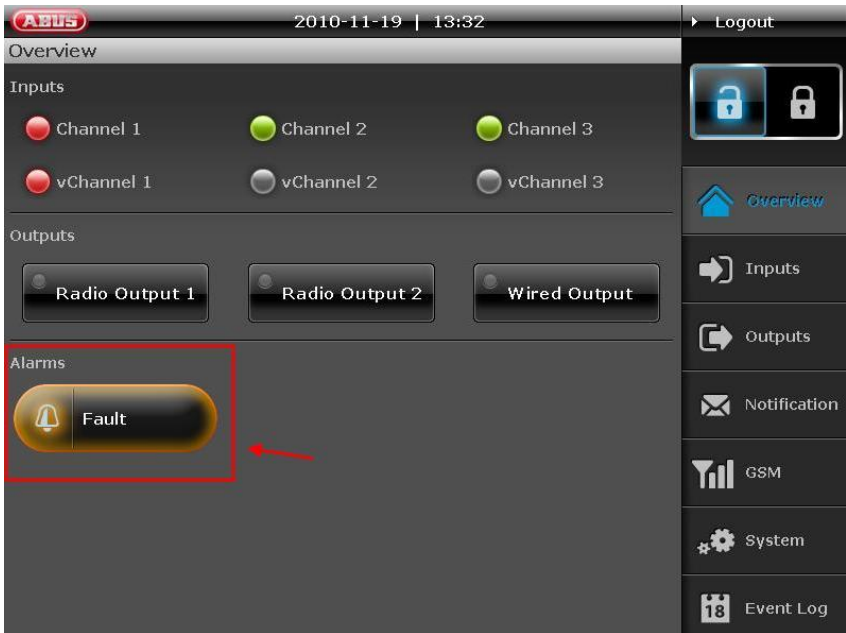 ABUS 2010-11-19 | 13:32 Logout
Overview
Inputs
Channel 1 Channel 2 Channel 3
vChannel 1 vChannel 2 vChannel 3
Outputs
Radio Output 1 Radio Output 2 Wired Output
Alarms
Fault
Overview
Inputs
Outputs
Notification
GSM
System
18 Event Log